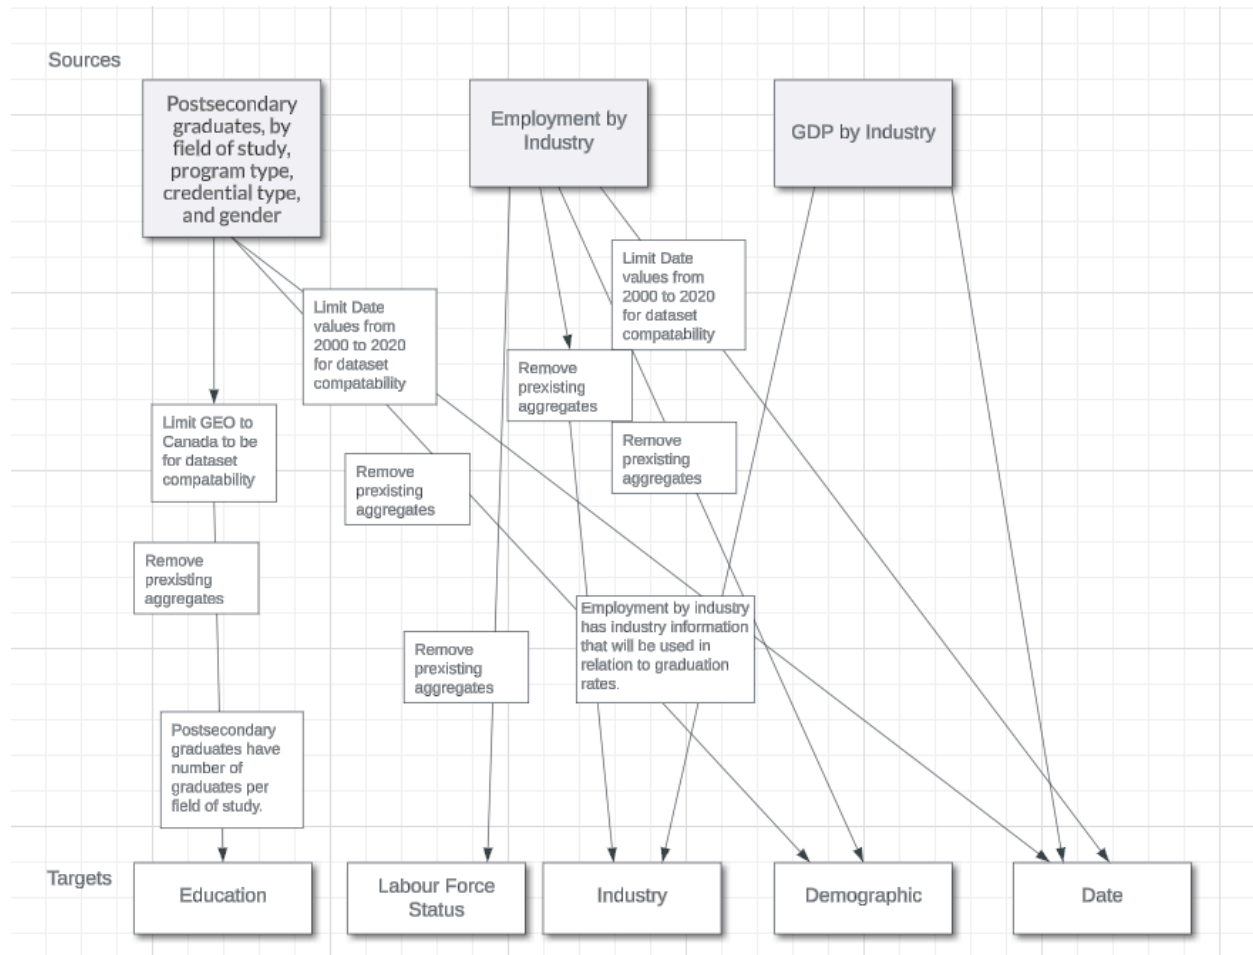 Sources
Postsecondary
graduates, by
field of study,
program type,
credential type,
and gender
Employment by
Industry
GDP by Industry
Limit Date
values from
2000 to 2020
for dataset
compatability
Limit Date
values from
2000 to 2020
for dataset
compatability
Remove
prexisting
aggregates
Limit GEO to
Canada to be
for dataset
compatability
Remove
prexisting
aggregates
Remove
prexisting
aggregates
Remove
prexisting
aggregates
Employment by industry
has industry information
that will be used in
relation to graduation
rates.
Remove
prexisting
aggregates
Postsecondary
graduates have
number of
graduates per
field of study.
Targets
Education
Labour Force
Status
Industry
Demographic
Date